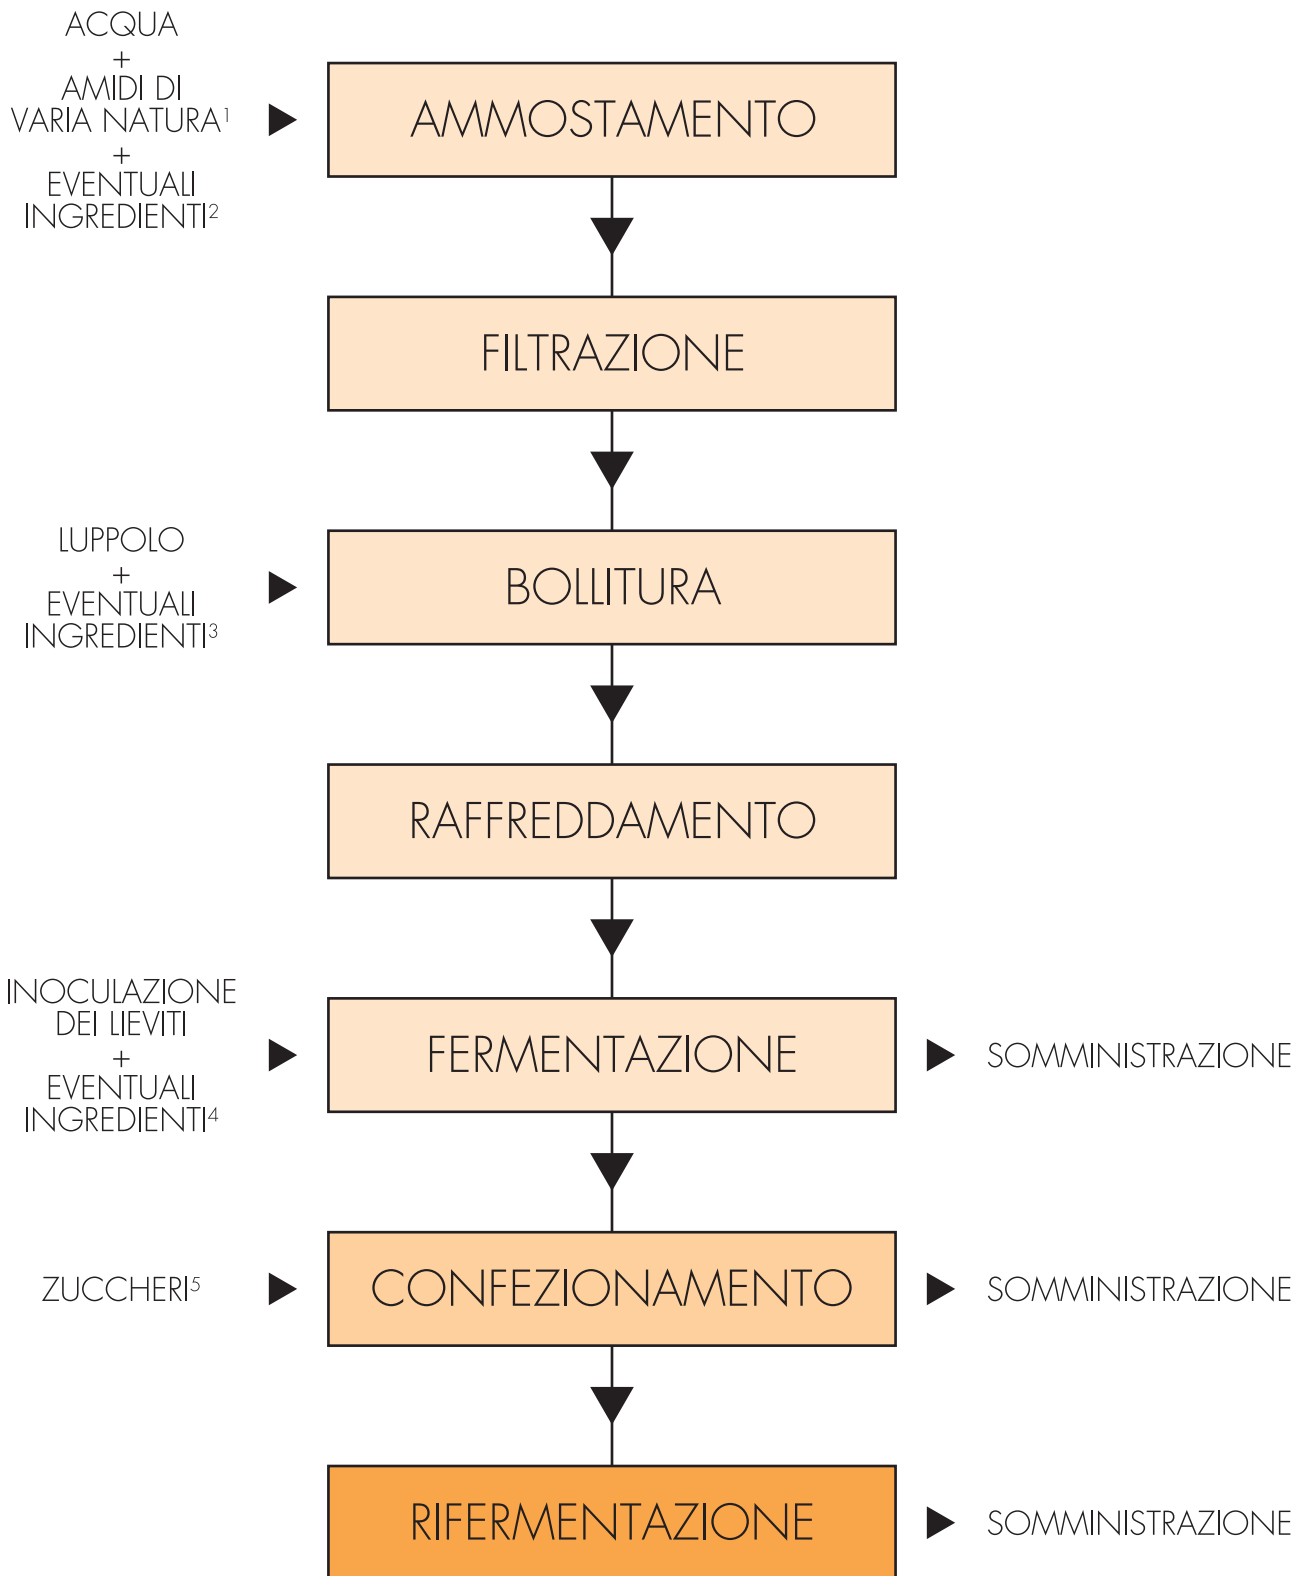 ACQUA
+
AMIDI DI
VARIA NATURA¹
+
EVENTUALI
INGREDIENTI²
AMMOSTAMENTO
FILTRAZIONE
LUPPOLO
+
EVENTUALI
INGREDIENTI³
BOLLITURA
RAFFREDDAMENTO
INOCULAZIONE
DEI LIEVITI
+
EVENTUALI
INGREDIENTI⁴
FERMENTAZIONE
SOMMINISTRAZIONE
ZUCCHERI⁵
CONFEZIONAMENTO
SOMMINISTRAZIONE
RIFERMENTAZIONE
SOMMINISTRAZIONE